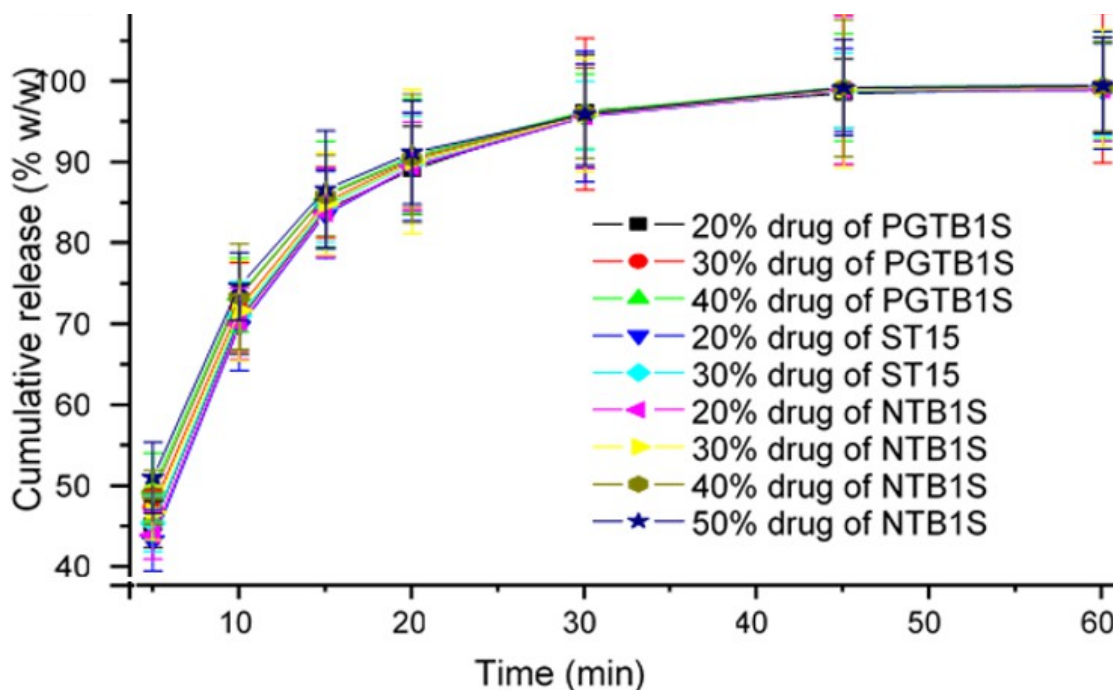 Cumulative release (% w/w)
100
90
80
70
60
50
40
20% drug of PGTB1S
30% drug of PGTB1S
40% drug of PGTB1S
20% drug of ST15
30% drug of ST15
20% drug of NTB1S
30% drug of NTB1S
40% drug of NTB1S
50% drug of NTB1S
10 20 30 40 50 60
Time (min)